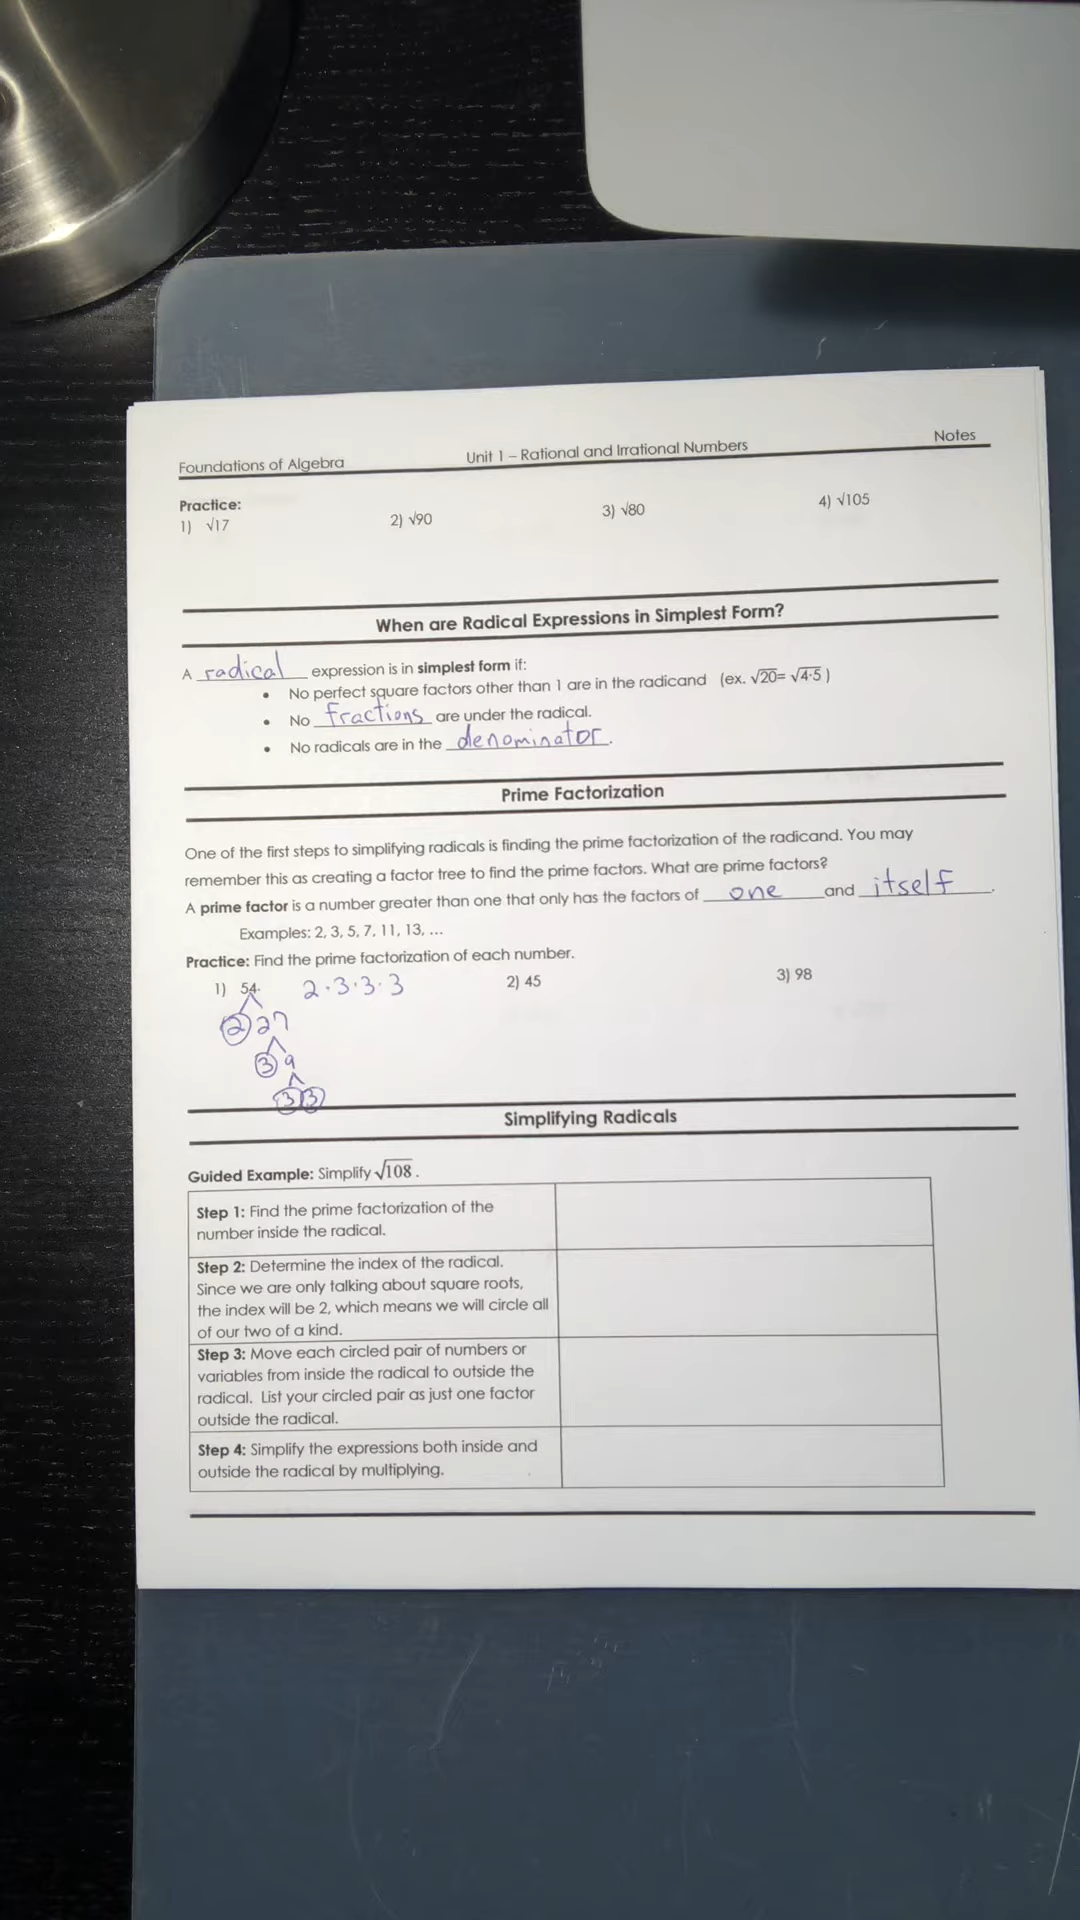 Foundations of Algebra Unit 1 – Rational and Irrational Numbers Notes
Practice:
1) √17 2) √90 3) √80 4) √105
When are Radical Expressions in Simplest Form?
A radical expression is in simplest form if:
• No perfect square factors other than 1 are in the radicand (ex. √20= √4·5 )
• No fractions are under the radical.
• No radicals are in the denominator.
Prime Factorization
One of the first steps to simplifying radicals is finding the prime factorization of the radicand. You may
remember this as creating a factor tree to find the prime factors. What are prime factors?
A prime factor is a number greater than one that only has the factors of one and itself.
Examples: 2, 3, 5, 7, 11, 13, ...
Practice: Find the prime factorization of each number.
1) 54 2·3·3·3 2) 45 3) 98
2 27
3 9
3 3
Simplifying Radicals
Guided Example: Simplify √108 .
Step 1: Find the prime factorization of the
number inside the radical.
Step 2: Determine the index of the radical.
Since we are only talking about square roots,
the index will be 2, which means we will circle all
of our two of a kind.
Step 3: Move each circled pair of numbers or
variables from inside the radical to outside the
radical. List your circled pair as just one factor
outside the radical.
Step 4: Simplify the expressions both inside and
outside the radical by multiplying.